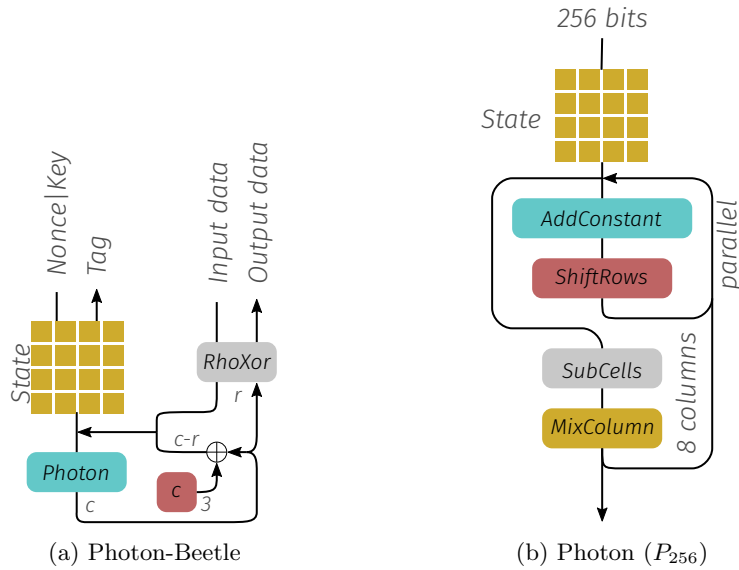 Nonce|Key
Tag
Input data
Output data
State
RhoXor
r
c-r
Photon
c
3
c
(a) Photon-Beetle
256 bits
State
AddConstant
ShiftRows
parallel
SubCells
MixColumn
8 columns
(b) Photon (P₂₅₆)